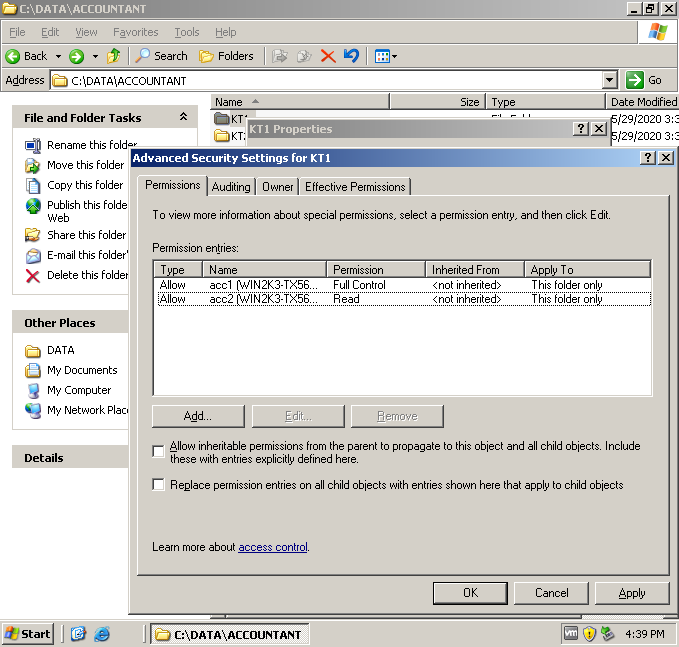 C:\DATA\ACCOUNTANT
File Edit View Favorites Tools Help
Back Search Folders
Address C:\DATA\ACCOUNTANT Go
File and Folder Tasks
Rename this folder
Move this folder
Copy this folder
Publish this folde
Web
Share this folder
E-mail this folder'
Delete this folder
Other Places
DATA
My Documents
My Computer
My Network Plac
Details
Name Size Type Date Modified
KT1 5/29/2020 3:3
KT 5/29/2020 3:3
KT1 Properties
Advanced Security Settings for KT1
Permissions Auditing Owner Effective Permissions
To view more information about special permissions, select a permission entry, and then click Edit.
Permission entries:
Type Name Permission Inherited From Apply To
Allow acc1 (WIN2K3-TX56... Full Control <not inherited> This folder only
Allow acc2 (WIN2K3-TX56... Read <not inherited> This folder only
Add... Edit... Remove
Allow inheritable permissions from the parent to propagate to this object and all child objects. Include
these with entries explicitly defined here.
Replace permission entries on all child objects with entries shown here that apply to child objects
Learn more about access control.
OK Cancel Apply
Start C:\DATA\ACCOUNTANT vm 4:39 PM